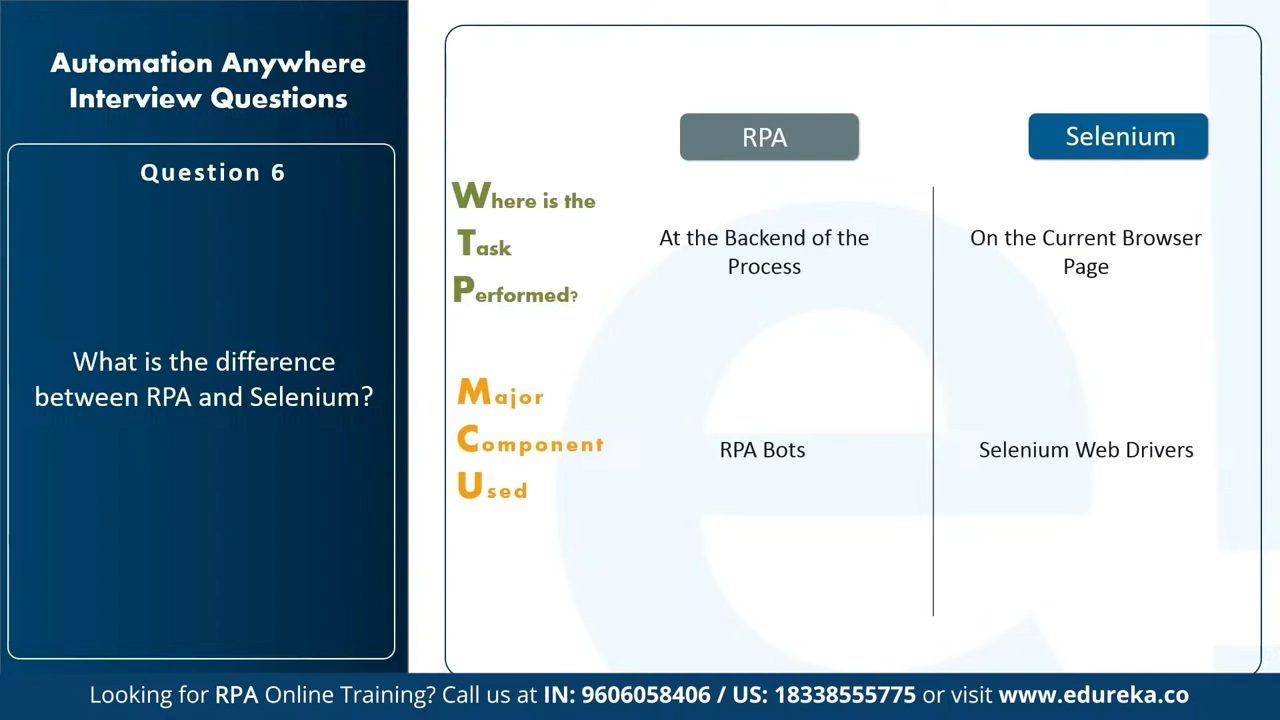 Automation Anywhere
Interview Questions
Question 6
What is the difference
between RPA and Selenium?
RPA
Selenium
Where is the
Task
Performed?
At the Backend of the
Process
On the Current Browser
Page
Major
Component
Used
RPA Bots
Selenium Web Drivers
Looking for RPA Online Training? Call us at IN: 9606058406 / US: 18338555775 or visit www.edureka.co